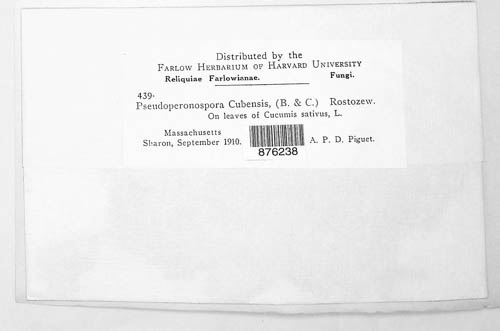 Distributed by the
Farlow Herbarium of Harvard University
Reliquiae Farlowianae. Fungi.
439.
Pseudoperonospora Cubensis, (B. & C.) Rostozew.
On leaves of Cucumis sativus, L.
Massachusetts
Sharon, September 1910. A. P. D. Piguet.
876238